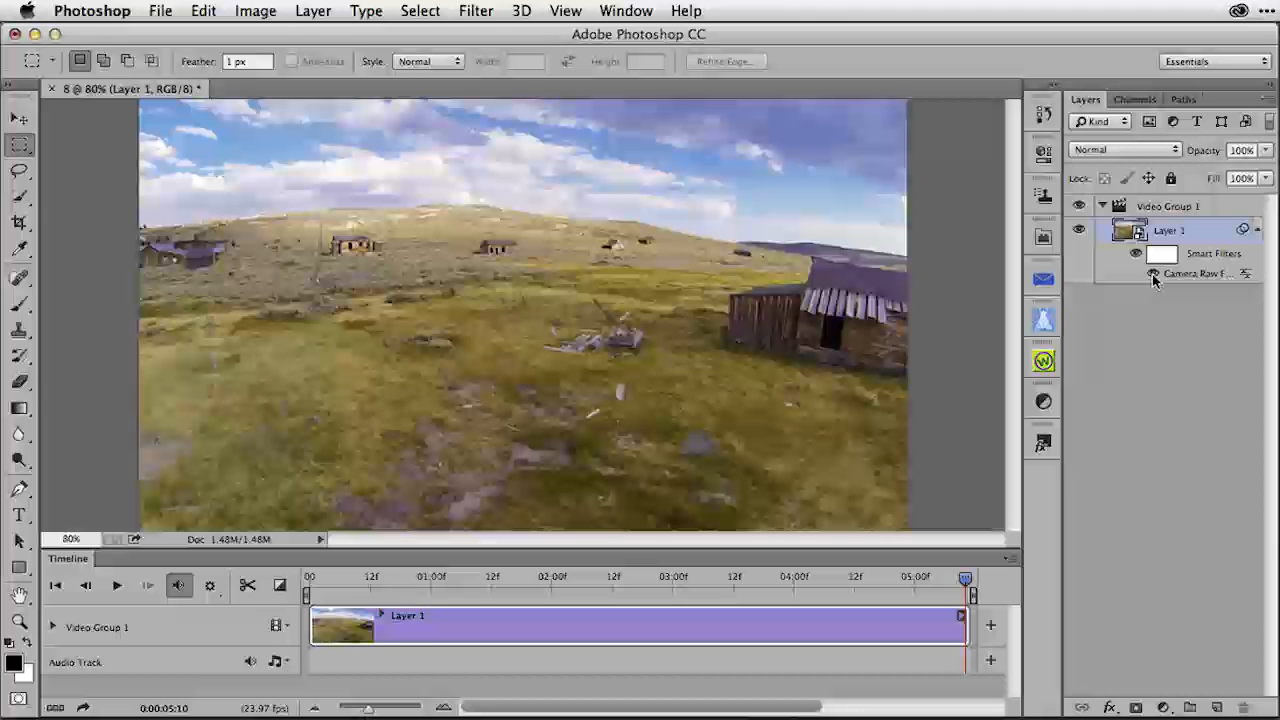 Photoshop File Edit Image Layer Type Select Filter 3D View Window Help
Adobe Photoshop CC
Feather: 1 px Anti-alias Style: Normal Width: Height: Refine Edge... Essentials
× 8 @ 80% (Layer 1, RGB/8) *
Layers Channels Paths
Kind
Normal Opacity: 100%
Lock: Fill: 100%
Video Group 1
Layer 1
Smart Filters
Camera Raw F...
80% Doc: 1.48M/1.48M
Timeline
00 12f 01:00f 12f 02:00f 12f 03:00f 12f 04:00f 12f 05:00f
Layer 1
Video Group 1
Audio Track
0:00:05:10 (23.97 fps)